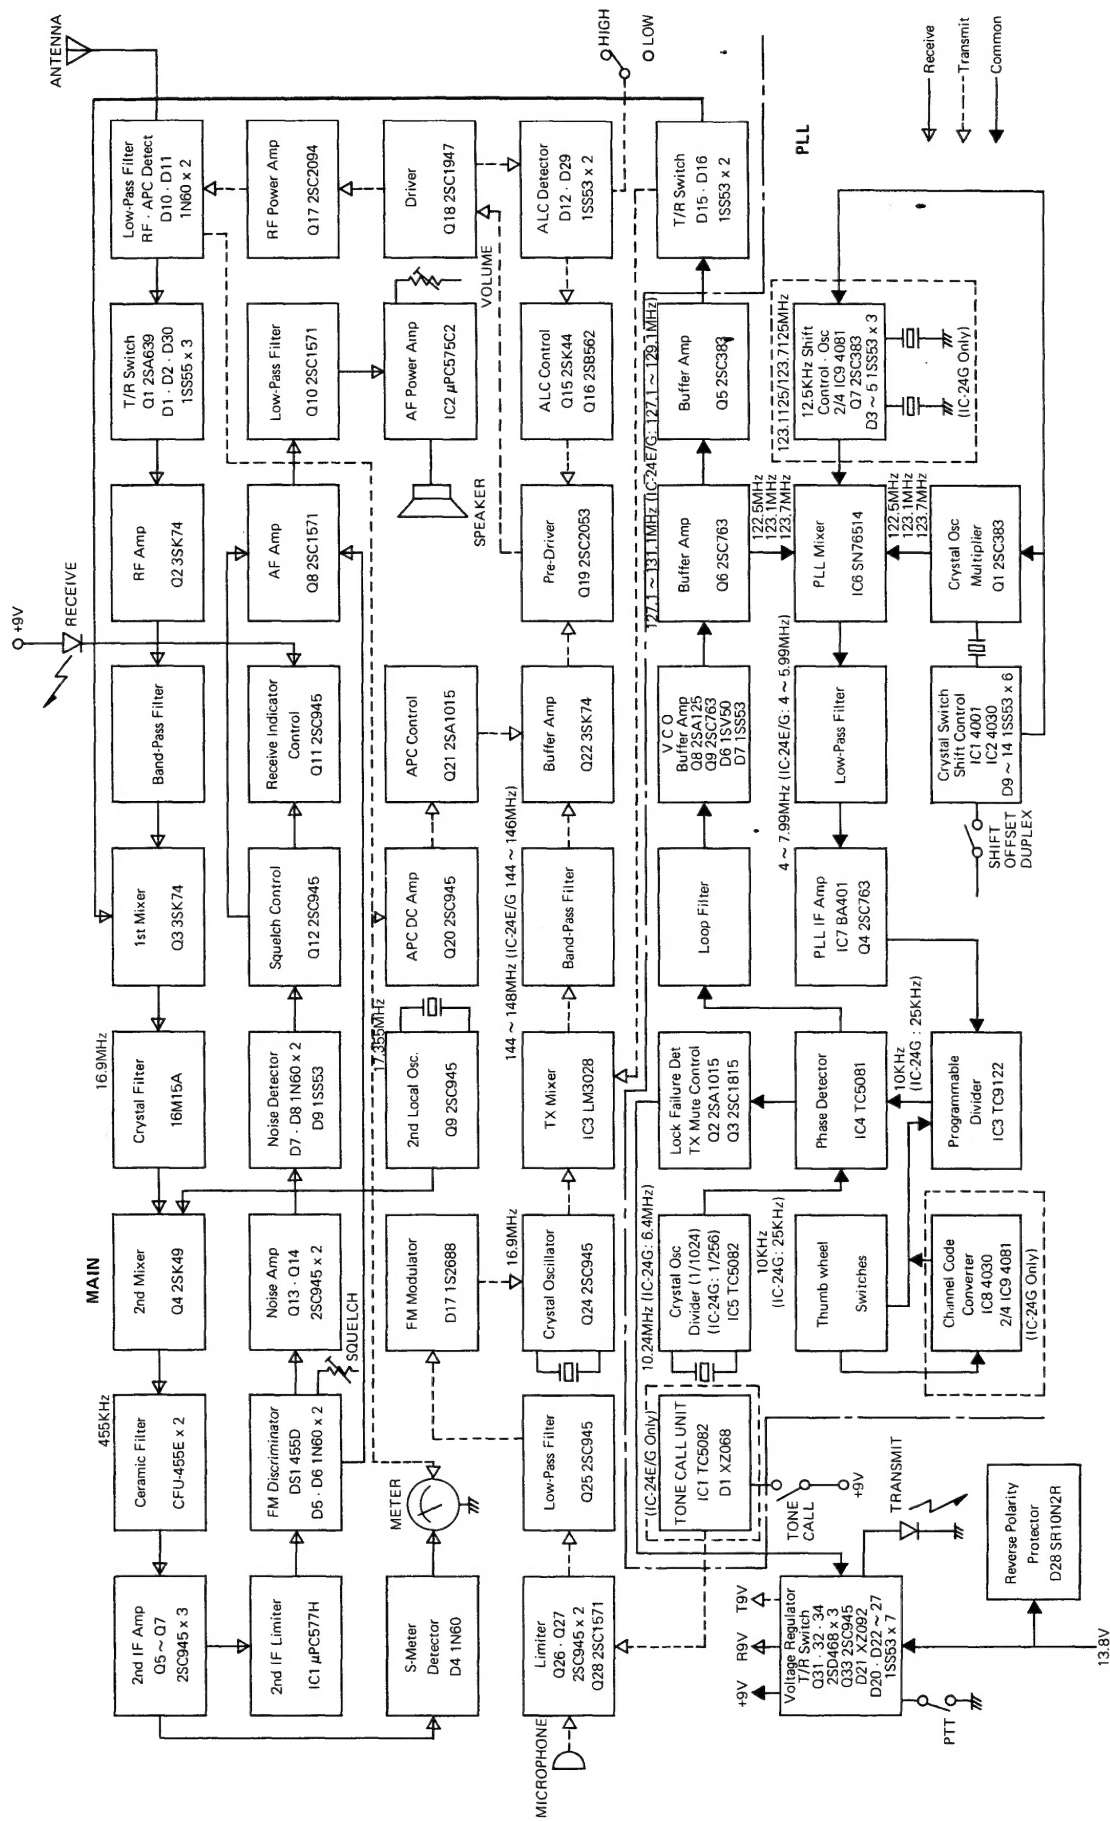 MAIN
16.9MHz
455KHz
+9V
RECEIVE
ANTENNA
2nd IF Amp
Q5 ~ Q7
2SC945 x 3
Ceramic Filter
CFU-455E x 2
2nd Mixer
Q4 2SK49
Crystal Filter
16M15A
1st Mixer
Q3 3SK74
Band-Pass Filter
RF Amp
Q2 3SK74
T/R Switch
Q1 2SA639
D1 · D2 · D30
1SS55 x 3
Low-Pass Filter
RF · APC Detect
D10 · D11
1N60 x 2
2nd IF Limiter
IC1 µPC577H
FM Discriminator
DS1 455D
D5 · D6 1N60 x 2
SQUELCH
Noise Amp
Q13 · Q14
2SC945 x 2
Noise Detector
D7 · D8 1N60 x 2
D9 1SS53
Squelch Control
Q12 2SC945
Receive Indicator
Control
Q11 2SC945
AF Amp
Q8 2SC1571
Low-Pass Filter
Q10 2SC1571
RF Power Amp
Q17 2SC2094
S-Meter
Detector
D4 1N60
METER
FM Modulator
D17 1S2688
17.355MHz
2nd Local Osc.
Q9 2SC945
APC DC Amp
Q20 2SC945
APC Control
Q21 2SA1015
SPEAKER
AF Power Amp
IC2 µPC575C2
VOLUME
Driver
Q18 2SC1947
MICROPHONE
Limiter
Q26 · Q27
2SC945 x 2
Q28 2SC1571
Low-Pass Filter
Q25 2SC945
16.9MHz
Crystal Oscillator
Q24 2SC945
144 ~ 148MHz (IC-24E/G 144 ~ 146MHz)
TX Mixer
IC3 LM3028
Band-Pass Filter
Buffer Amp
Q22 3SK74
Pre-Driver
Q19 2SC2053
ALC Control
Q15 2SK44
Q16 2SB562
ALC Detector
D12 · D29
1SS53 x 2
HIGH
LOW
(IC-24E/G Only)
TONE CALL UNIT
IC1 TC5082
D1 XZ068
TONE
CALL
+9V
10.24MHz (IC-24G: 6.4MHz)
Crystal Osc
Divider (1/1024)
(IC-24G: 1/256)
IC5 TC5082
10KHz
(IC-24G: 25KHz)
Lock Failure Det
TX Mute Control
Q2 2SA1015
Q3 2SC1815
Loop Filter
V C O
Buffer Amp
Q8 2SA125
Q9 2SC763
D6 1SV50
D7 1SS53
127.1 ~ 131.1MHz (IC-24E/G: 127.1 ~ 129.1MHz)
Buffer Amp
Q6 2SC763
Buffer Amp
Q5 2SC383
T/R Switch
D15 · D16
1SS53 x 2
PLL
+9V
R9V
T9V
Voltage Regulator
T/R Switch
Q31 · 32 · 34
2SD468 x 3
Q33 2SC945
D21 XZ092
D20 · D22 ~ 27
1SS53 x 7
TRANSMIT
PTT
Thumb wheel
Switches
Phase Detector
IC4 TC5081
10KHz
(IC-24G : 25KHz)
PLL IF Amp
IC7 BA401
Q4 2SC763
4 ~ 7.99MHz (IC-24E/G: 4 ~ 5.99MHz)
Low-Pass Filter
122.5MHz
123.1MHz
123.7MHz
PLL Mixer
IC6 SN76514
122.5MHz
123.1MHz
123.7MHz
123.1125/123.7125MHz
12.5KHz Shift
Control · Osc
2/4 IC9 4081
Q7 2SC383
D3 ~ 5 1SS53 x 3
(IC-24G Only)
Channel Code
Converter
IC8 4030
2/4 IC9 4081
(IC-24G Only)
Programmable
Divider
IC3 TC9122
SHIFT
OFFSET
DUPLEX
Crystal Switch
Shift Control
IC1 4001
IC2 4030
D9 ~ 14 1SS53 x 6
Crystal Osc
Multiplier
Q1 2SC383
Reverse Polarity
Protector
D28 SR10N2R
13.8V
Receive
Transmit
Common